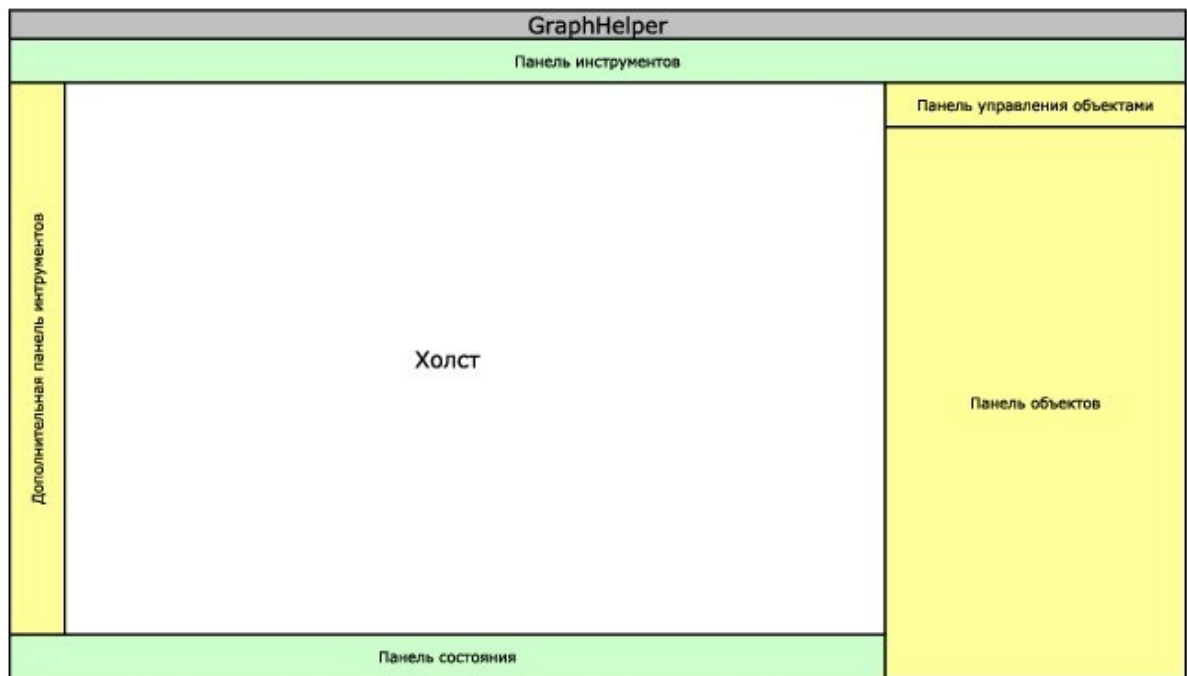 GraphHelper
Панель инструментов
Панель управления объектами
Дополнительная панель интрументов
Холст
Панель объектов
Панель состояния